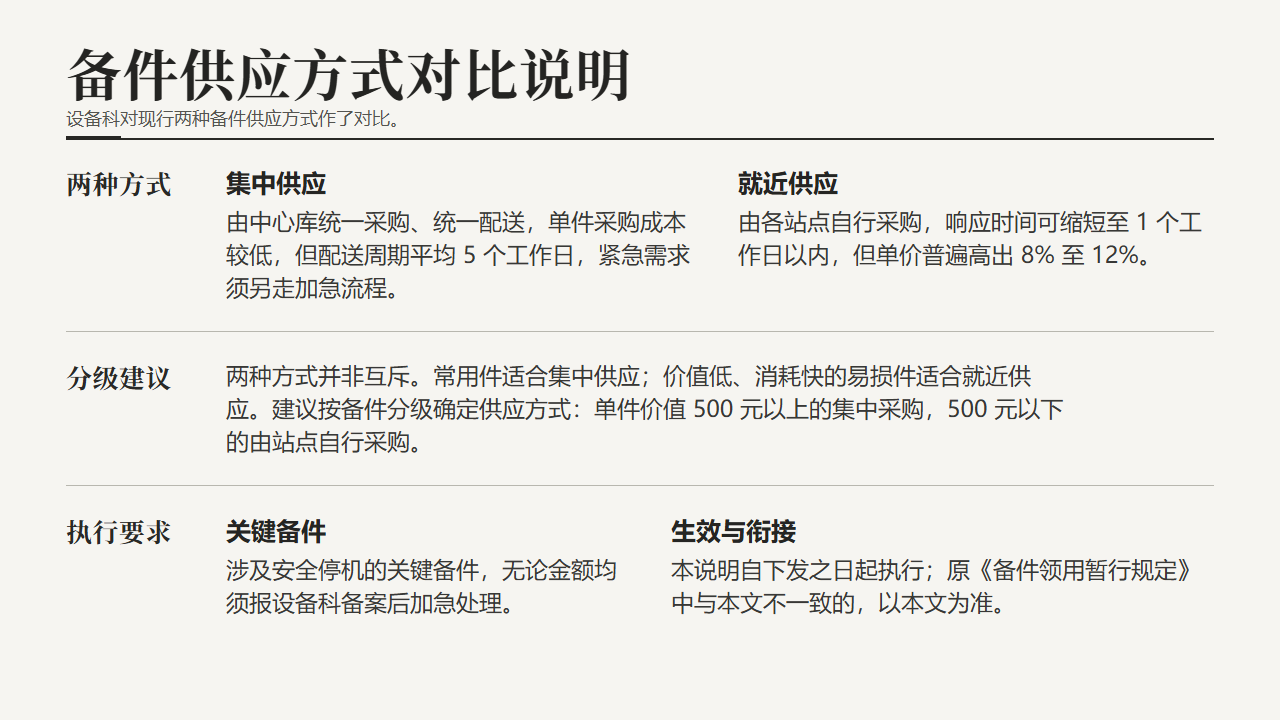 备件供应方式对比说明
设备科对现行两种备件供应方式作了对比。
两种方式
集中供应
由中心库统一采购、统一配送，单件采购成本
较低，但配送周期平均 5 个工作日，紧急需求
须另走加急流程。
就近供应
由各站点自行采购，响应时间可缩短至 1 个工
作日以内，但单价普遍高出 8% 至 12%。
分级建议
两种方式并非互斥。常用件适合集中供应；价值低、消耗快的易损件适合就近供
应。建议按备件分级确定供应方式：单件价值 500 元以上的集中采购，500 元以下
的由站点自行采购。
执行要求
关键备件
涉及安全停机的关键备件，无论金额均
须报设备科备案后加急处理。
生效与衔接
本说明自下发之日起执行；原《备件领用暂行规定》
中与本文不一致的，以本文为准。